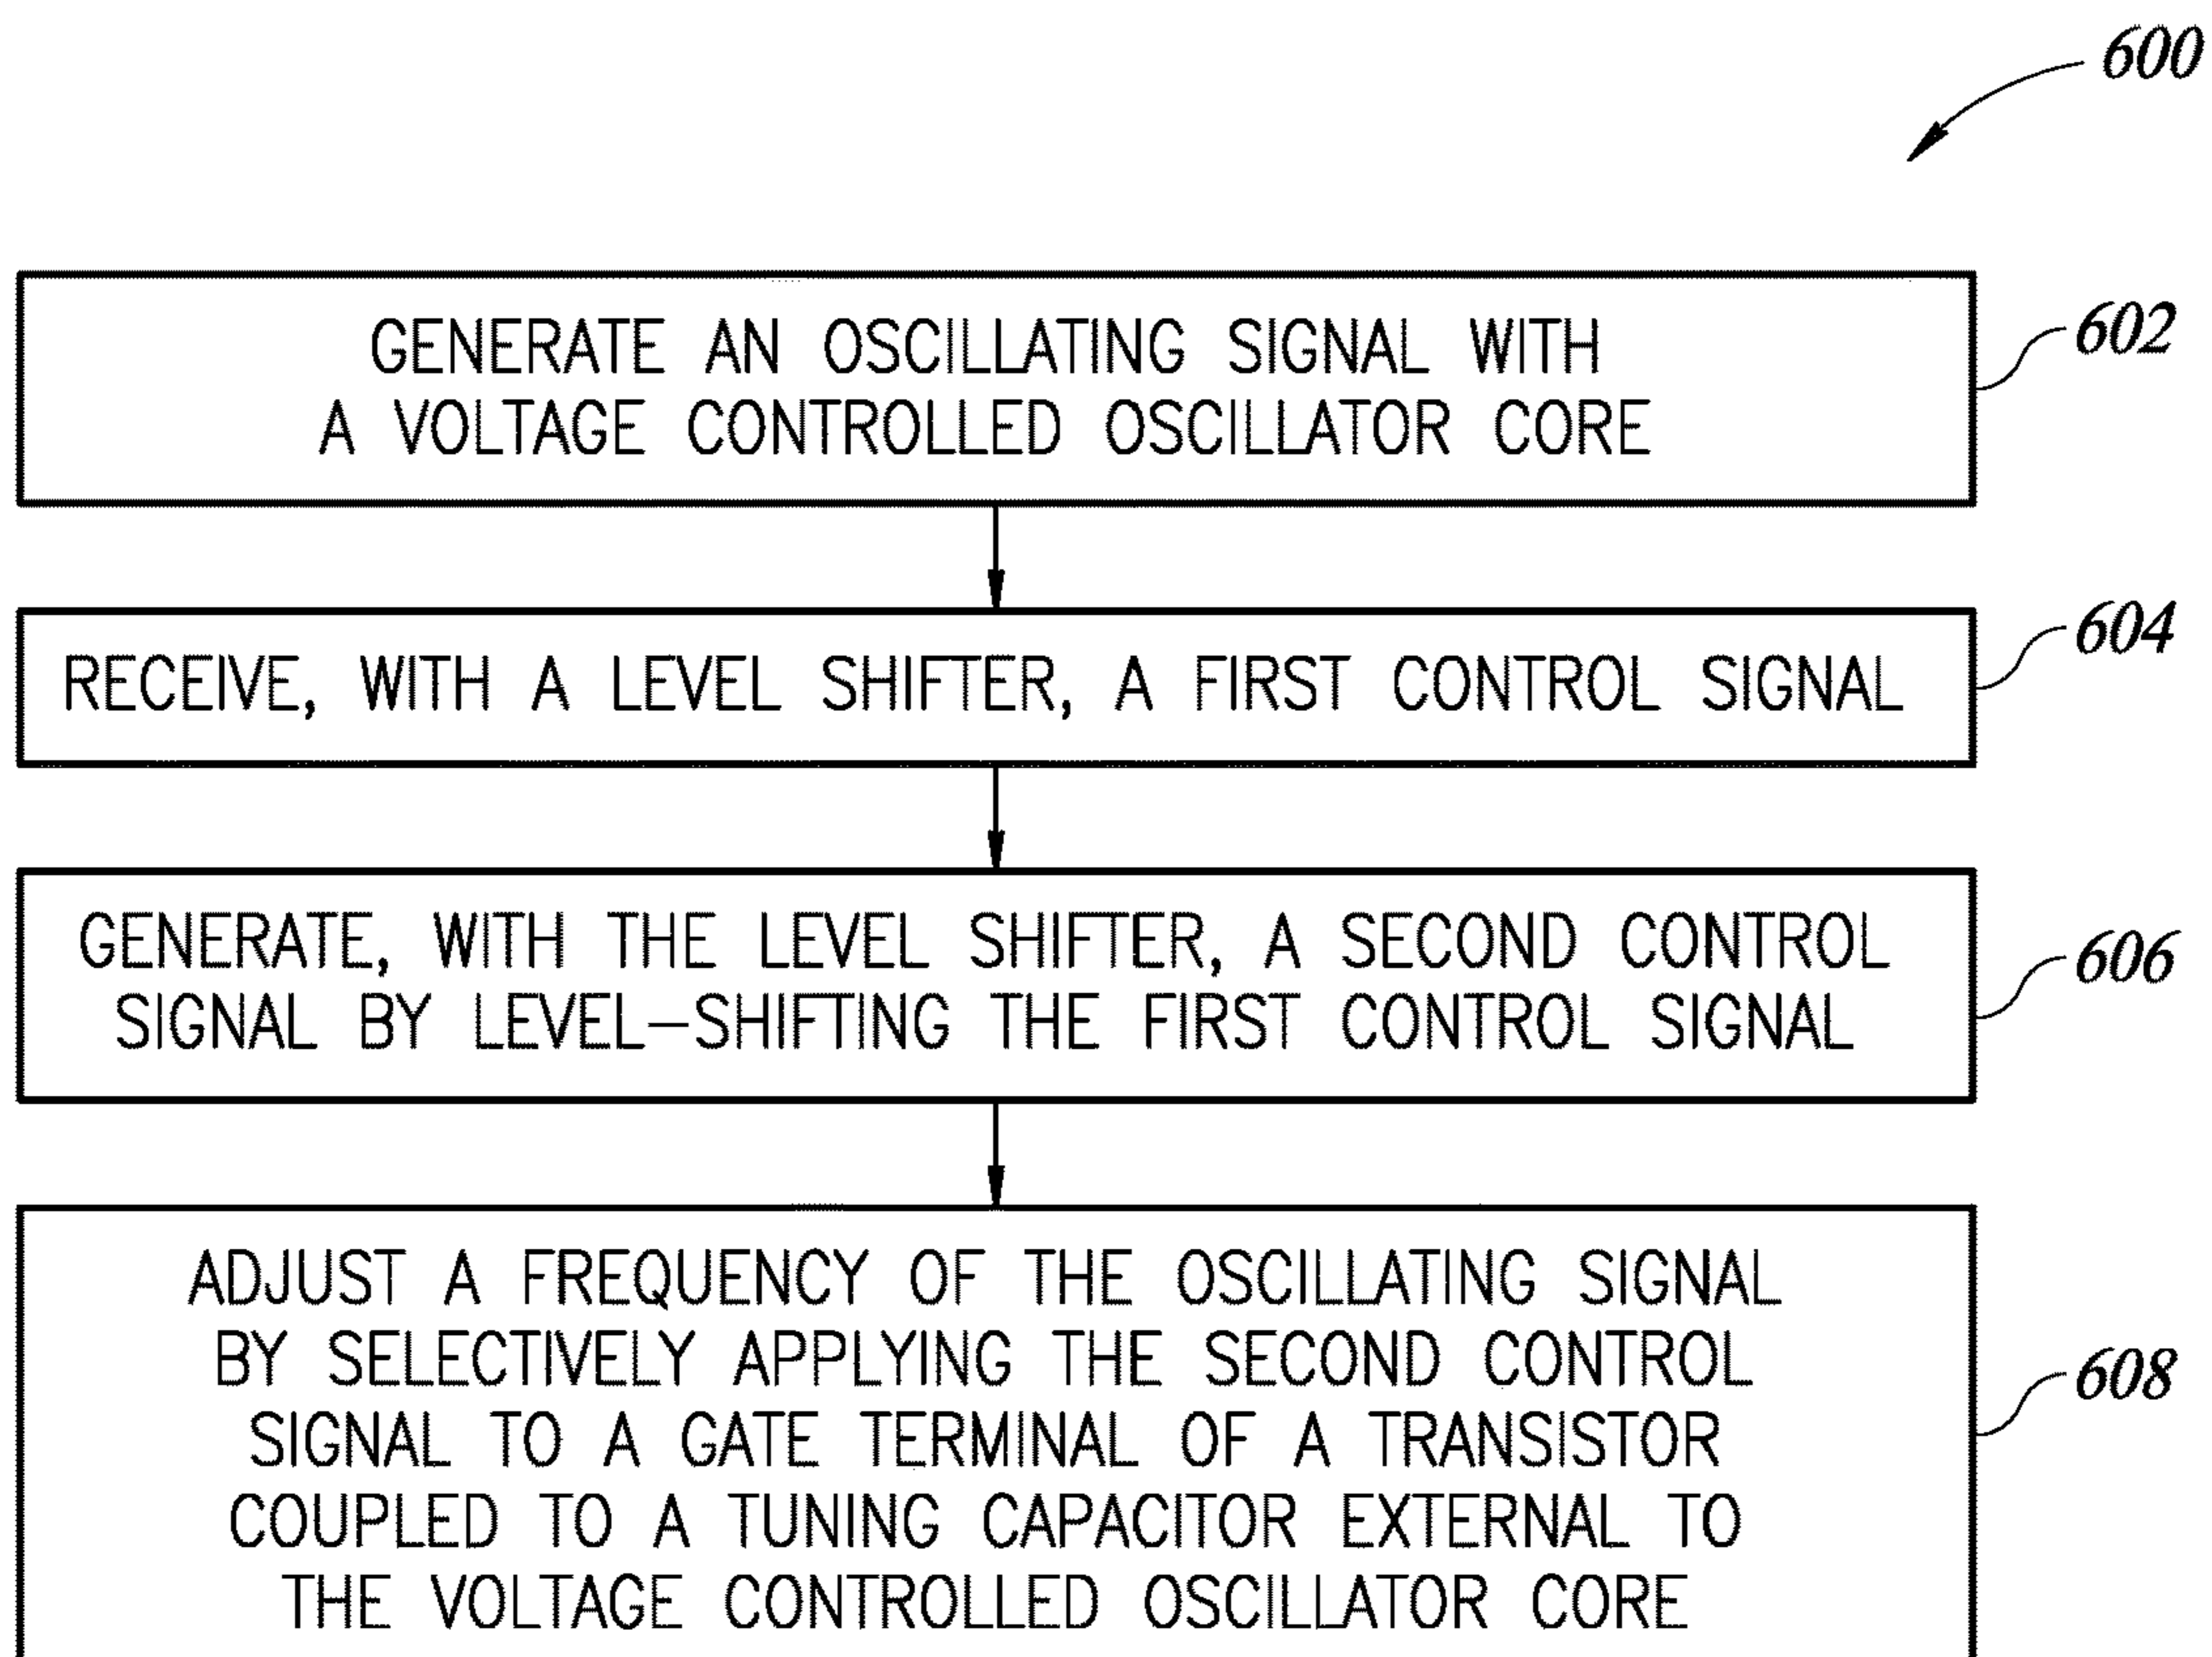 600
GENERATE AN OSCILLATING SIGNAL WITH
A VOLTAGE CONTROLLED OSCILLATOR CORE
602
RECEIVE, WITH A LEVEL SHIFTER, A FIRST CONTROL SIGNAL
604
GENERATE, WITH THE LEVEL SHIFTER, A SECOND CONTROL
SIGNAL BY LEVEL-SHIFTING THE FIRST CONTROL SIGNAL
606
ADJUST A FREQUENCY OF THE OSCILLATING SIGNAL
BY SELECTIVELY APPLYING THE SECOND CONTROL
SIGNAL TO A GATE TERMINAL OF A TRANSISTOR
COUPLED TO A TUNING CAPACITOR EXTERNAL TO
THE VOLTAGE CONTROLLED OSCILLATOR CORE
608